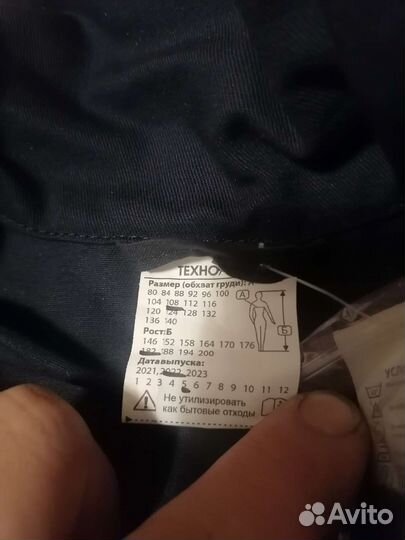 ТЕХНО
Размер (обхват груди):
80 84 88 92 96 100
104 108 112 116
120 124 128 132
136 140
Рост:Б
146 152 158 164 170 176
182 188 194 200
Датавыпуска:
2021, 2022, 2023
1 2 3 4 5 6 7 8 9 10 11 12
Не утилизировать
как бытовые отходы
А
Б
Avito